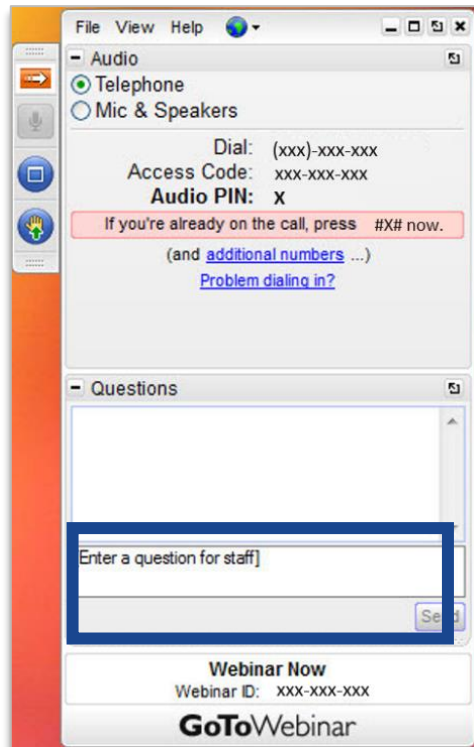 File View Help
Audio
Telephone
Mic & Speakers
Dial: (xxx)-xxx-xxx
Access Code: xxx-xxx-xxx
Audio PIN: X
If you're already on the call, press #X# now.
(and additional numbers ...)
Problem dialing in?
Questions
Enter a question for staff]
Send
Webinar Now
Webinar ID: xxx-xxx-xxx
GoToWebinar